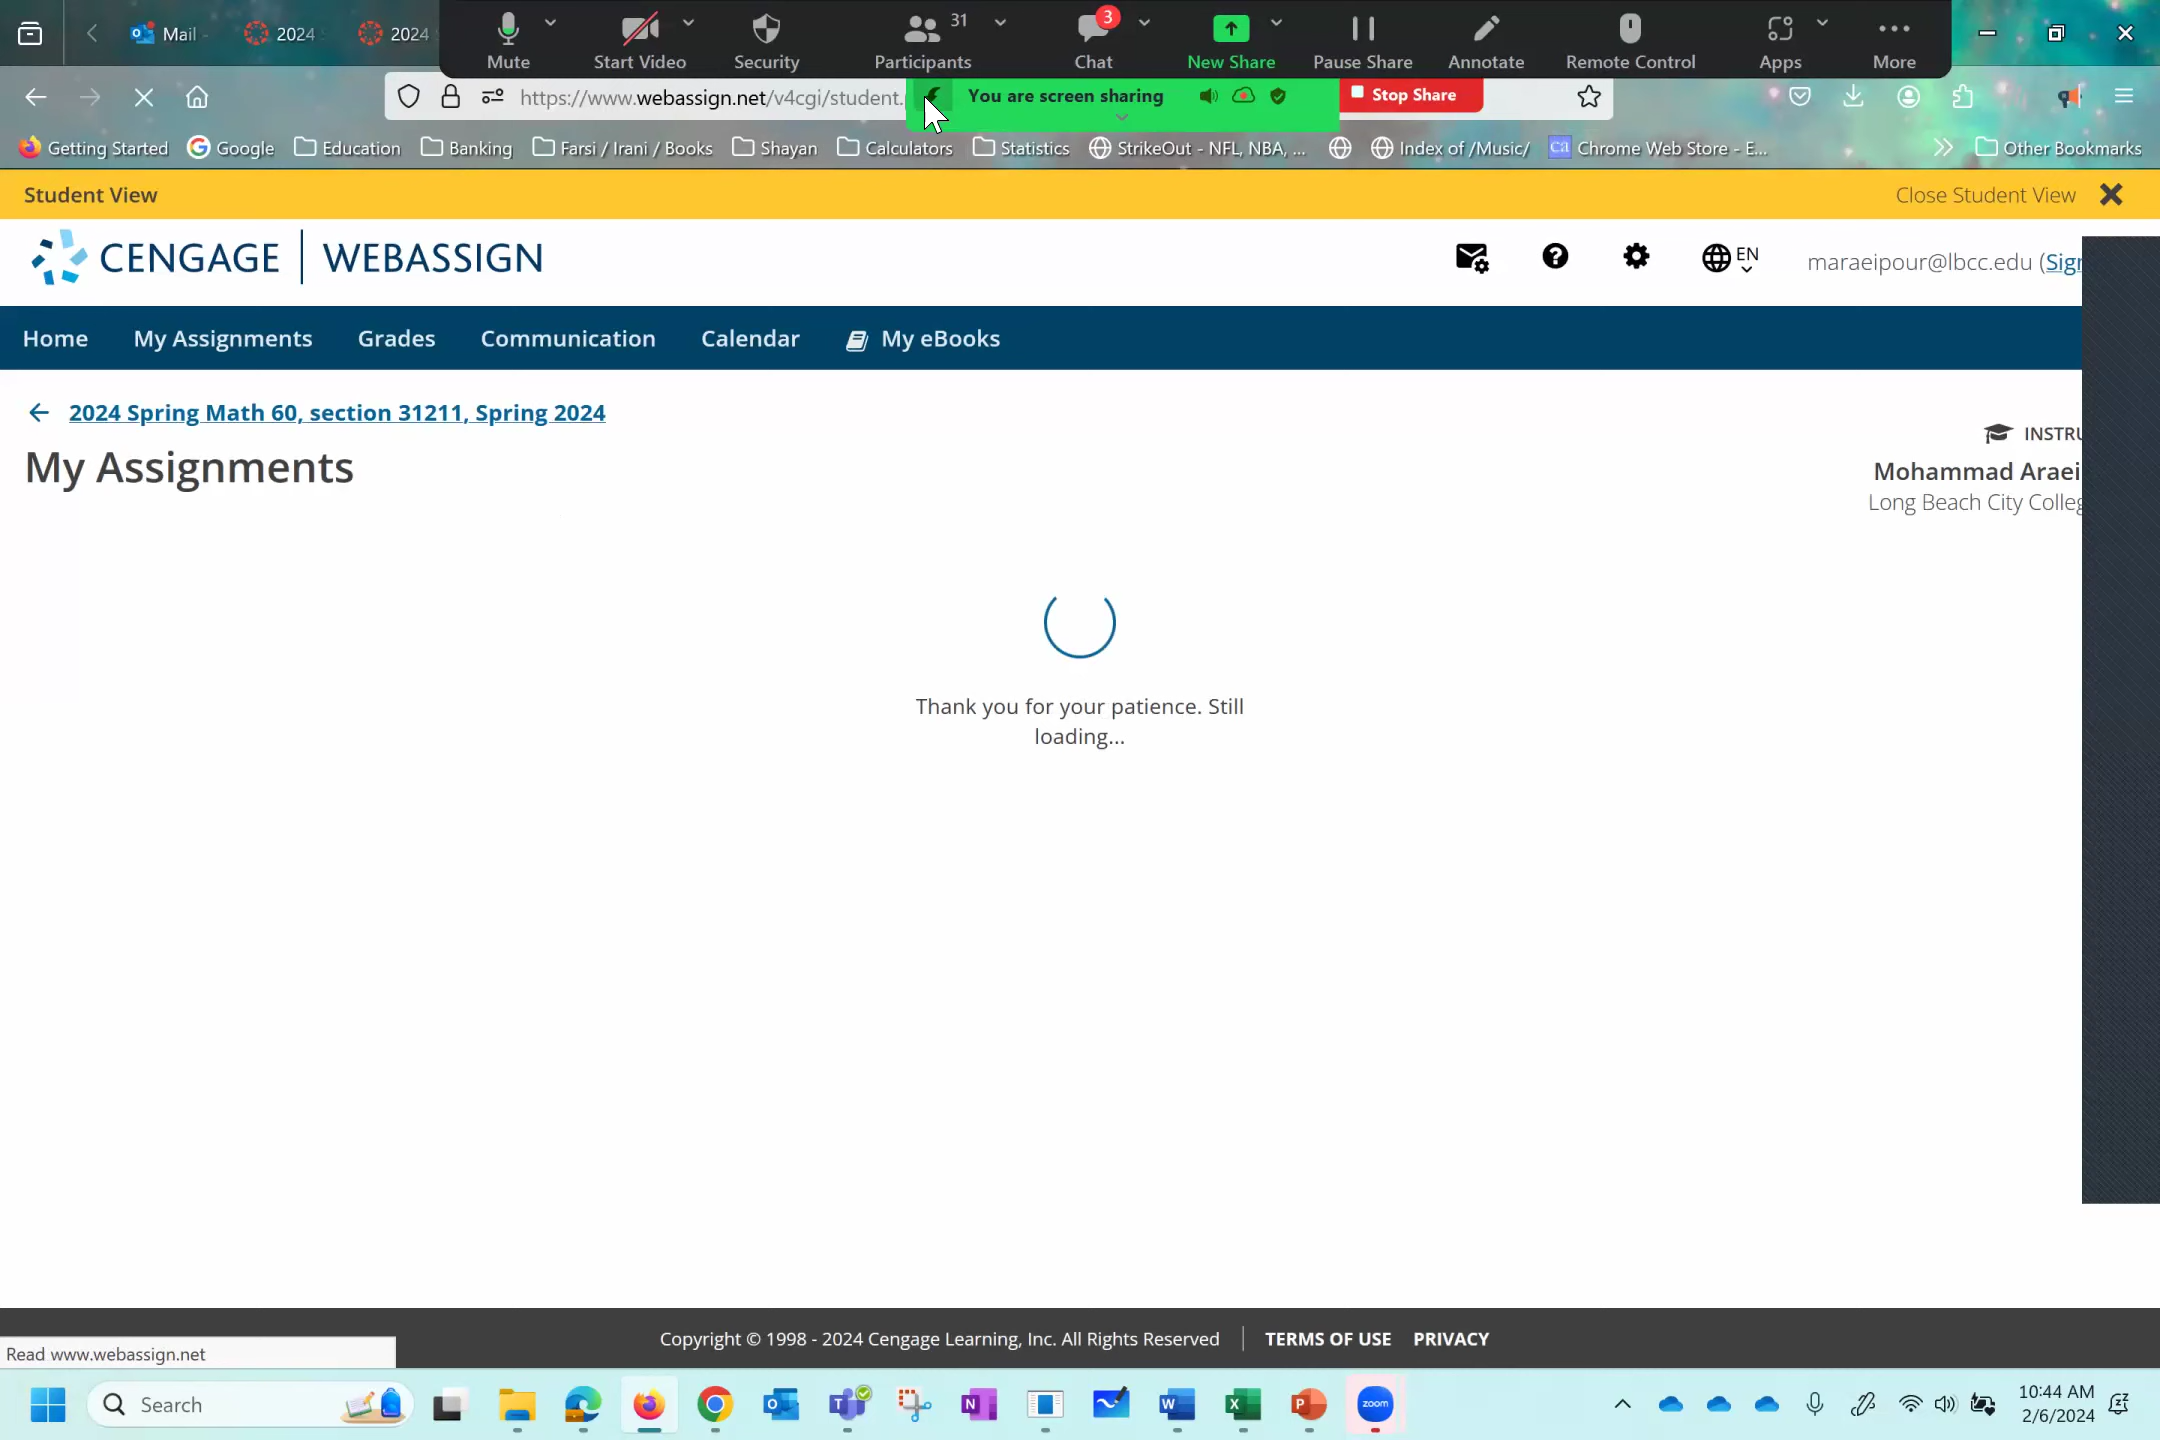 Mail
2024
2024
Mute
Start Video
Security
Participants
31
Chat
3
New Share
Pause Share
Annotate
Remote Control
Apps
More
https://www.webassign.net/v4cgi/student.
You are screen sharing
Stop Share
Getting Started
Google
Education
Banking
Farsi / Irani / Books
Shayan
Calculators
Statistics
StrikeOut - NFL, NBA, ...
Index of /Music/
Chrome Web Store - E...
Other Bookmarks
Student View
Close Student View
CENGAGE | WEBASSIGN
EN
maraeipour@lbcc.edu (Sign
Home
My Assignments
Grades
Communication
Calendar
My eBooks
2024 Spring Math 60, section 31211, Spring 2024
My Assignments
INSTRU
Mohammad Araei
Long Beach City Colleg
Thank you for your patience. Still
loading...
Copyright © 1998 - 2024 Cengage Learning, Inc. All Rights Reserved
TERMS OF USE
PRIVACY
Read www.webassign.net
Search
zoom
10:44 AM
2/6/2024